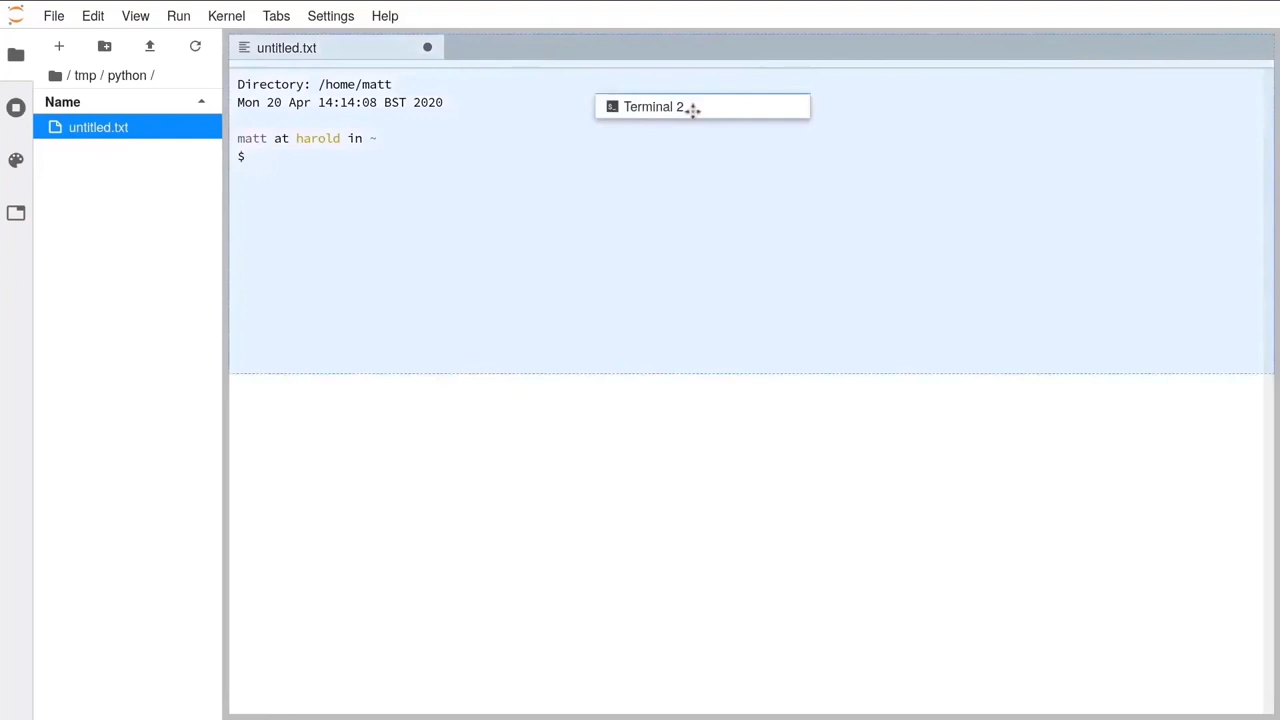 File Edit View Run Kernel Tabs Settings Help
/ tmp / python /
Name
untitled.txt
untitled.txt
Directory: /home/matt
Mon 20 Apr 14:14:08 BST 2020
matt at harold in ~
$
Terminal 2